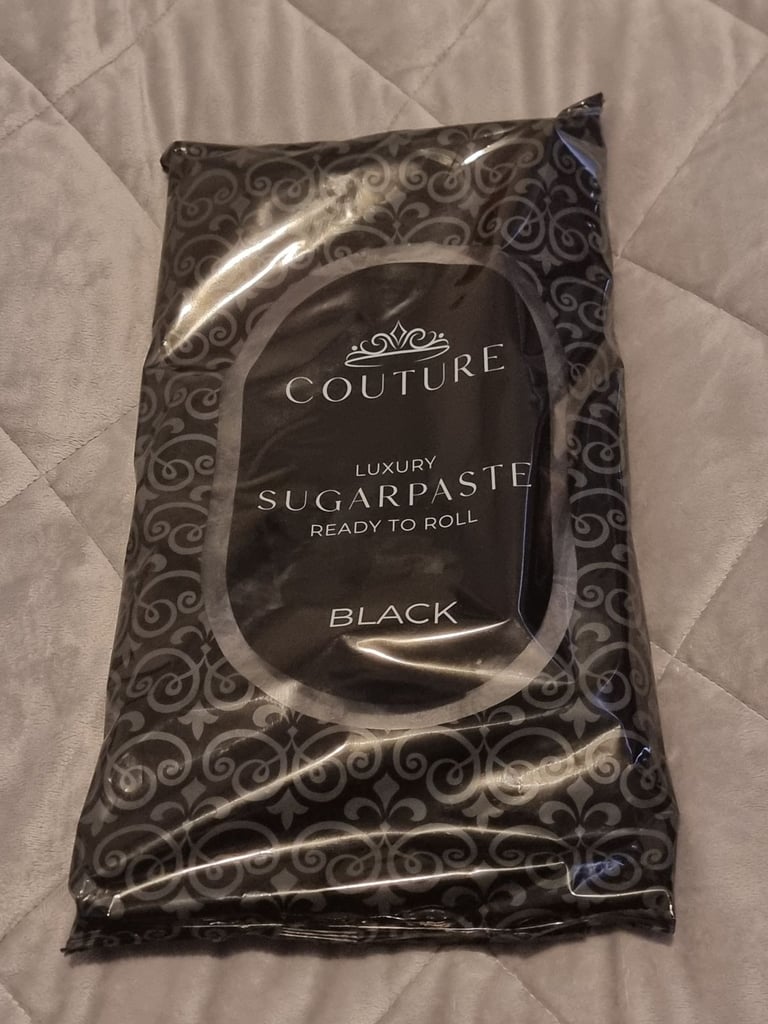 COUTURE
LUXURY
SUGARPASTE
READY TO ROLL
BLACK